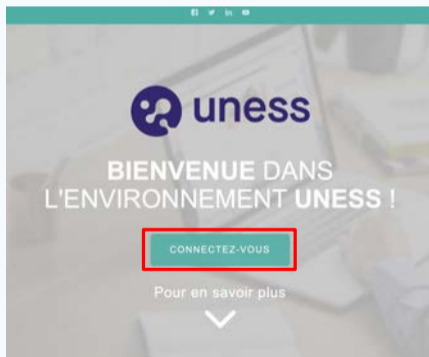 uness
BIENVENUE DANS
L'ENVIRONNEMENT UNESS !
CONNECTEZ-VOUS
Pour en savoir plus